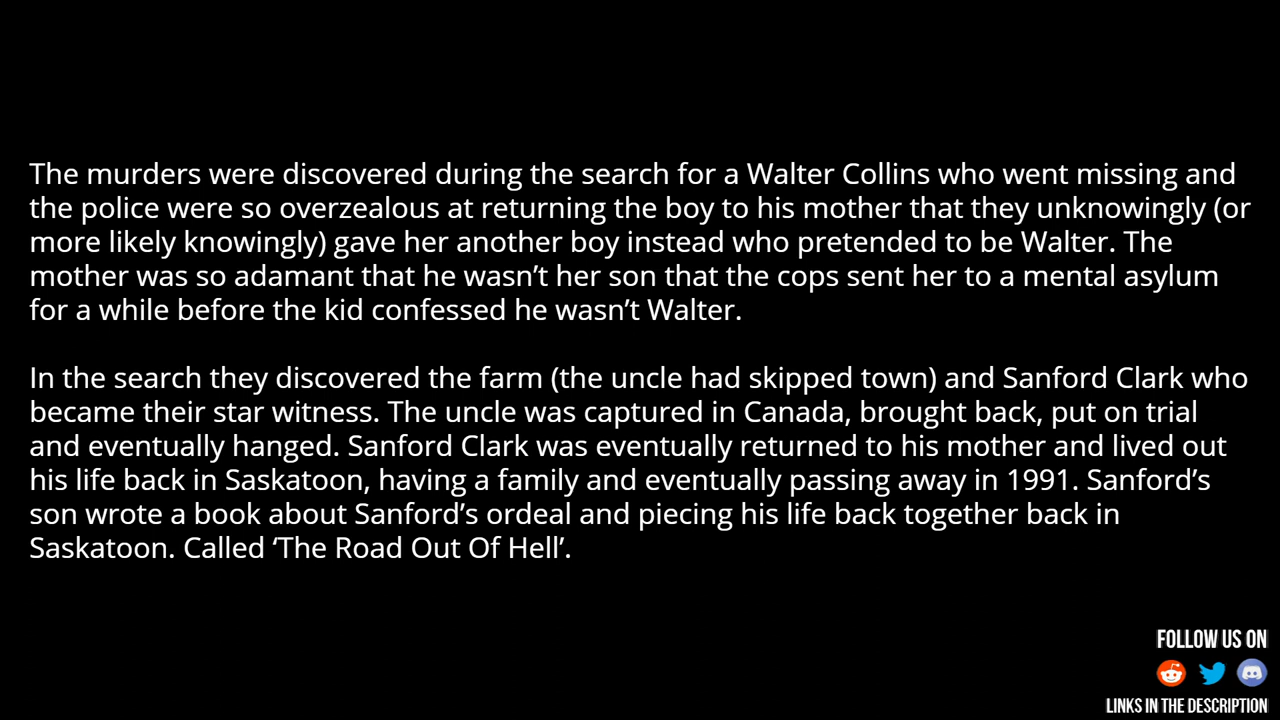 The murders were discovered during the search for a Walter Collins who went missing and
the police were so overzealous at returning the boy to his mother that they unknowingly (or
more likely knowingly) gave her another boy instead who pretended to be Walter. The
mother was so adamant that he wasn’t her son that the cops sent her to a mental asylum
for a while before the kid confessed he wasn’t Walter.
In the search they discovered the farm (the uncle had skipped town) and Sanford Clark who
became their star witness. The uncle was captured in Canada, brought back, put on trial
and eventually hanged. Sanford Clark was eventually returned to his mother and lived out
his life back in Saskatoon, having a family and eventually passing away in 1991. Sanford’s
son wrote a book about Sanford’s ordeal and piecing his life back together back in
Saskatoon. Called ‘The Road Out Of Hell’.
FOLLOW US ON
LINKS IN THE DESCRIPTION